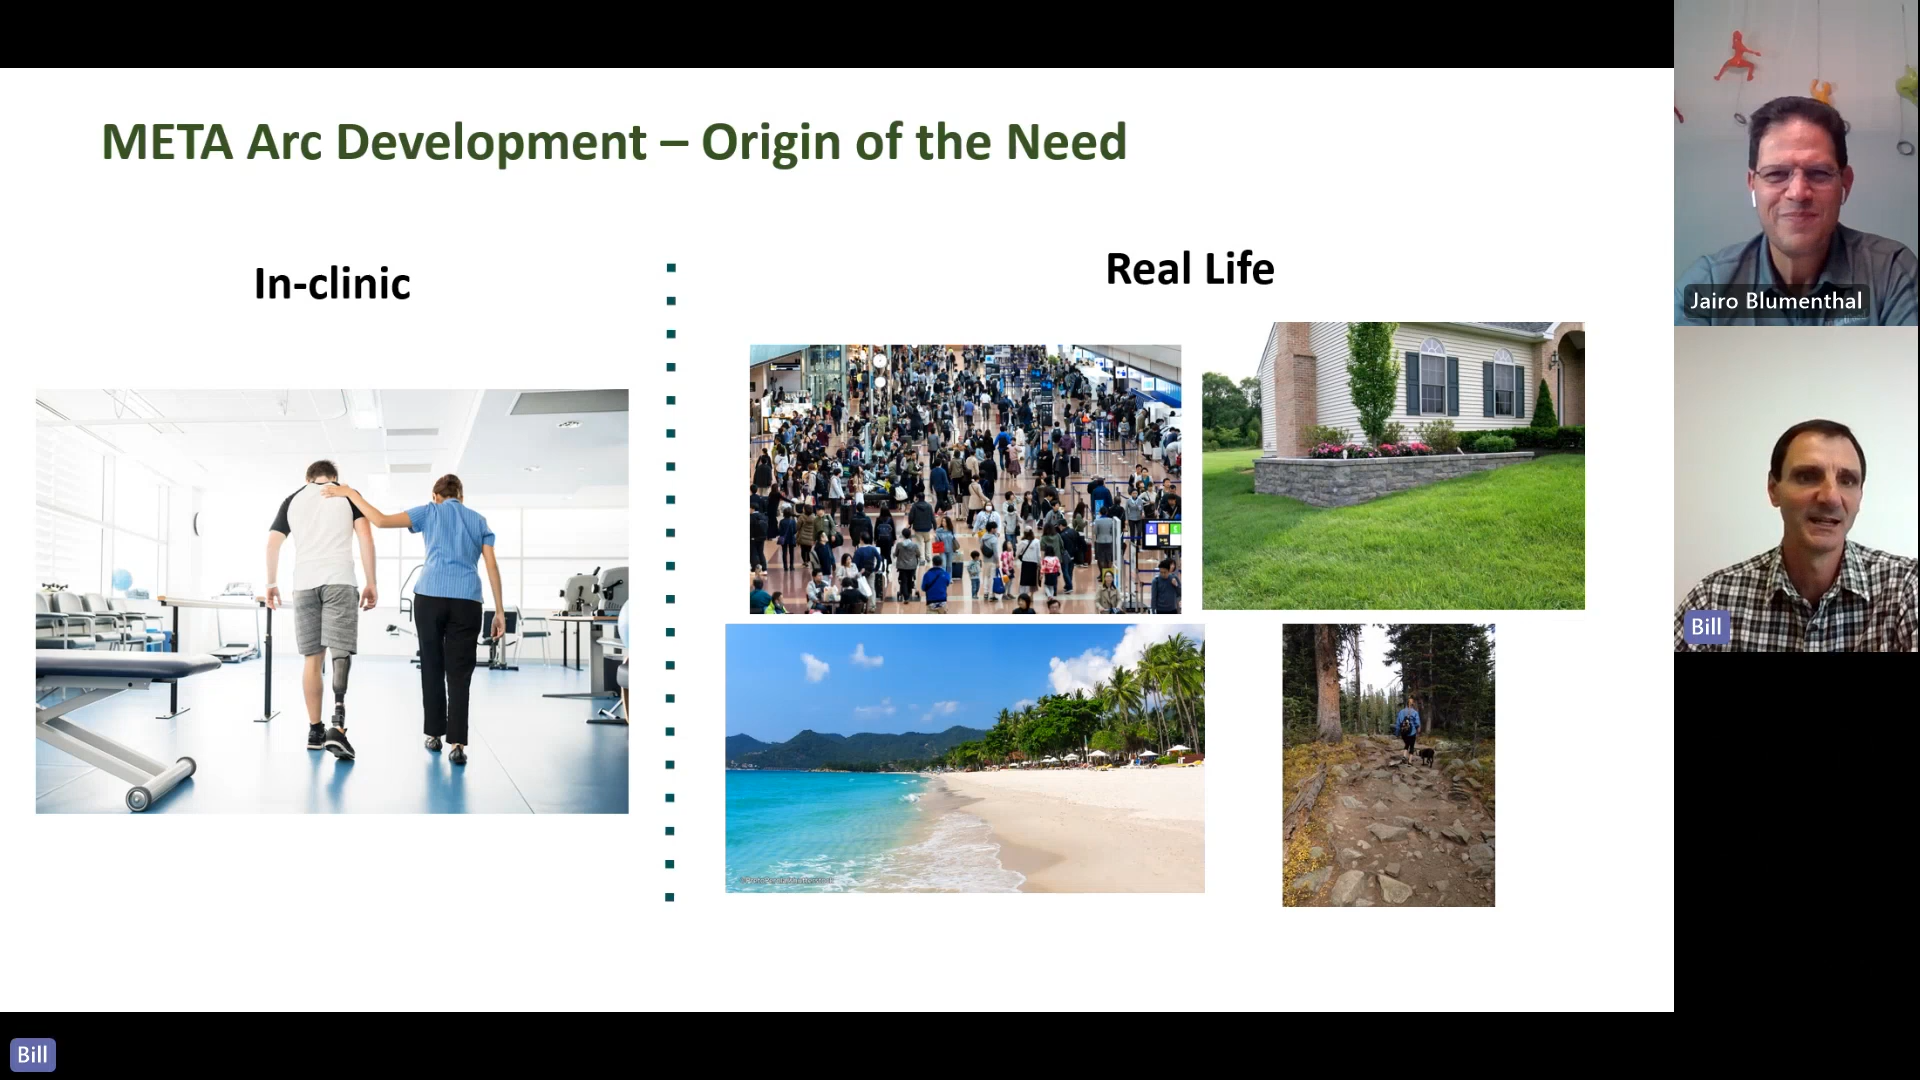 META Arc Development – Origin of the Need
In-clinic
Real Life
Jairo Blumenthal
Bill
Bill